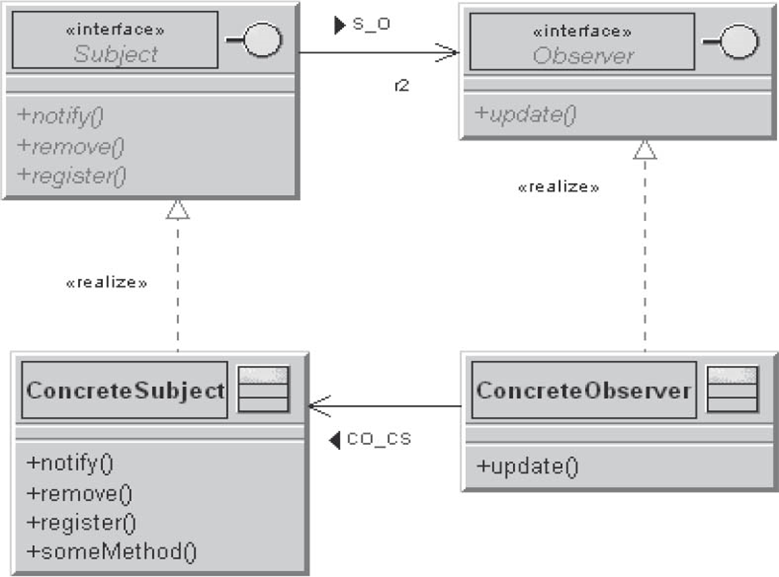 «interface»
Subject
+notify()
+remove()
+register()
▶ S_O
r2
«interface»
Observer
+update()
«realize»
«realize»
ConcreteSubject
+notify()
+remove()
+register()
+someMethod()
◀ CO_CS
ConcreteObserver
+update()